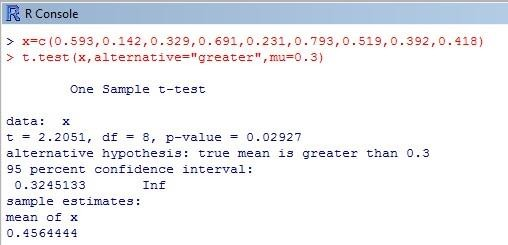 R Console
> x=c(0.593,0.142,0.329,0.691,0.231,0.793,0.519,0.392,0.418)
> t.test(x,alternative="greater",mu=0.3)
One Sample t-test
data:  x
t = 2.2051, df = 8, p-value = 0.02927
alternative hypothesis: true mean is greater than 0.3
95 percent confidence interval:
0.3245133       Inf
sample estimates:
mean of x
0.4564444